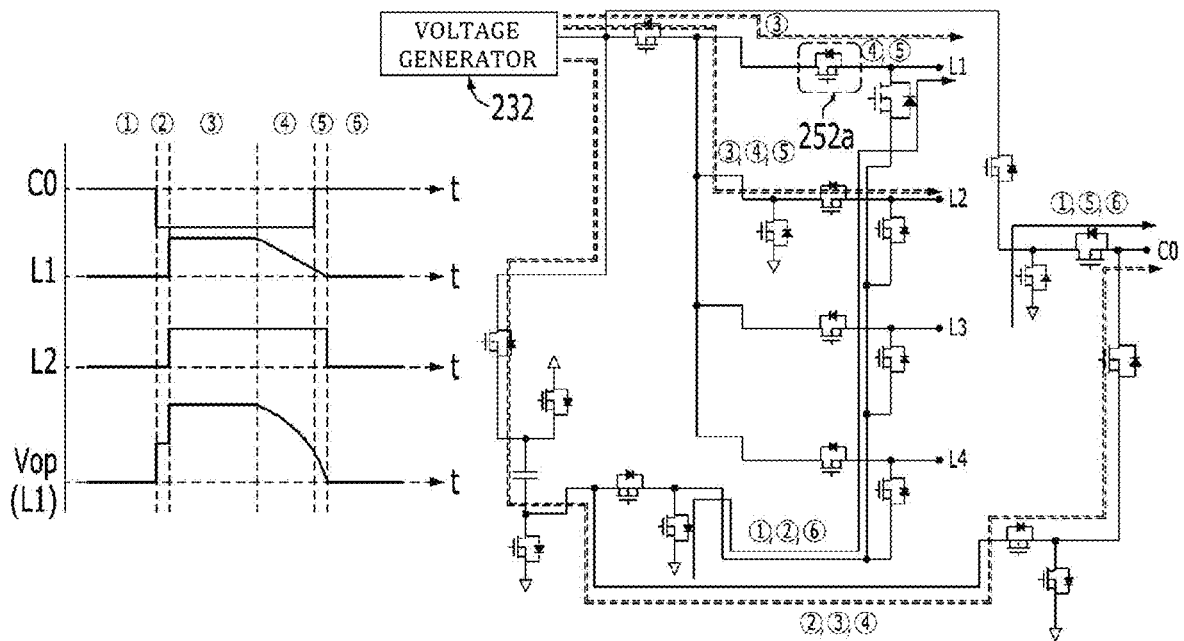 VOLTAGE
GENERATOR
232
③
④, ⑤
L1
252a
① ② ③ ④ ⑤ ⑥
C0
t
③, ④, ⑤
L2
①, ⑤, ⑥
C0
L1
t
L3
L2
t
L4
Vop
(L1)
t
①, ②, ⑥
②, ③, ④